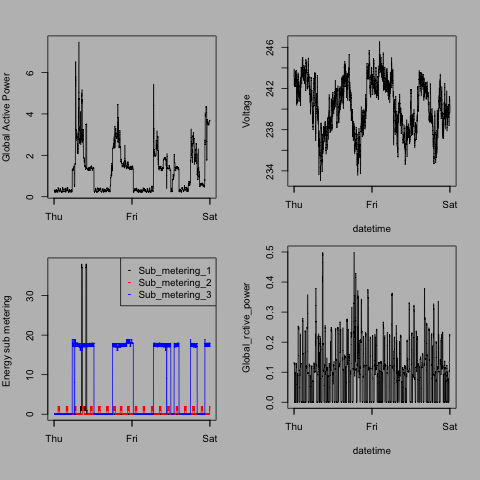 Global Active Power
6
4
2
0
Thu Fri Sat
Voltage
246
242
238
234
Thu Fri Sat
datetime
Energy sub metering
30
20
10
0
Sub_metering_1
Sub_metering_2
Sub_metering_3
Thu Fri Sat
Global_rctive_power
0.5
0.4
0.3
0.2
0.1
0.0
Thu Fri Sat
datetime